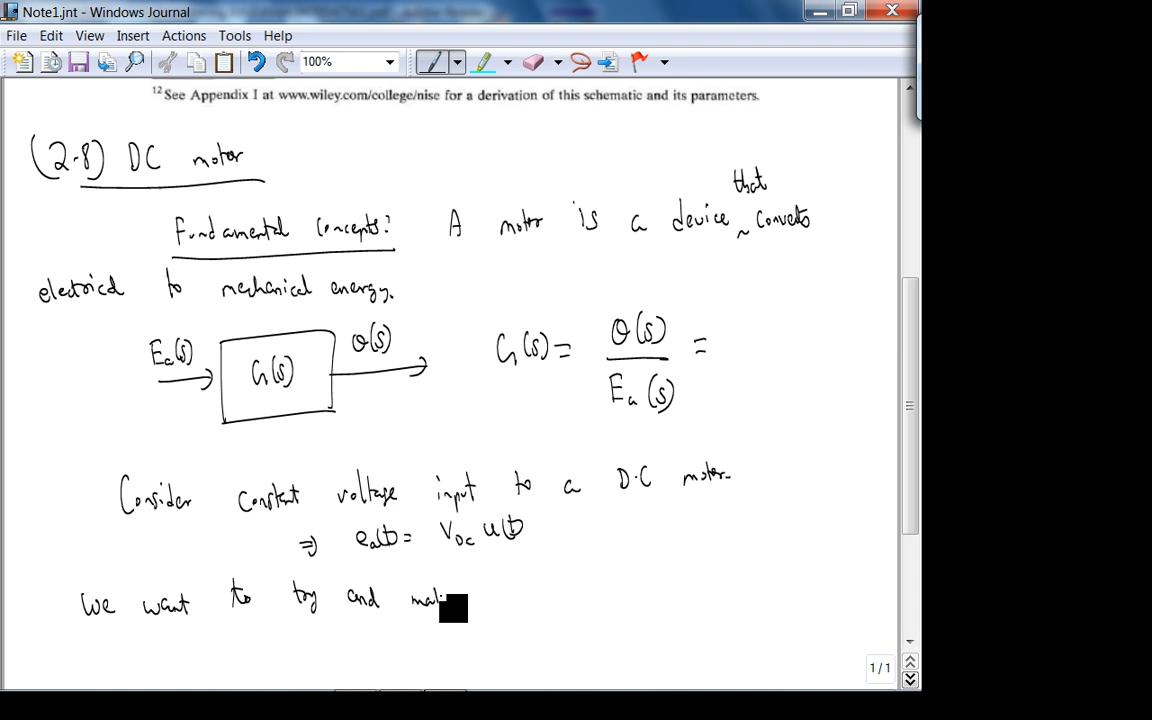 Note1.jnt - Windows Journal
File Edit View Insert Actions Tools Help
100%
12 See Appendix I at www.wiley.com/college/nise for a derivation of this schematic and its parameters.
(2.8) DC motor
that
Fundamental Concepts: A motor is a device ~ converts
electrical to mechanical energy.
Ea(s) G(s) θ(s) G(s) = θ(s) / Ea(s) =
Consider constant voltage input to a D.C motor.
⇒ ea(t) = VDC u(t)
We want to try and
1 / 1